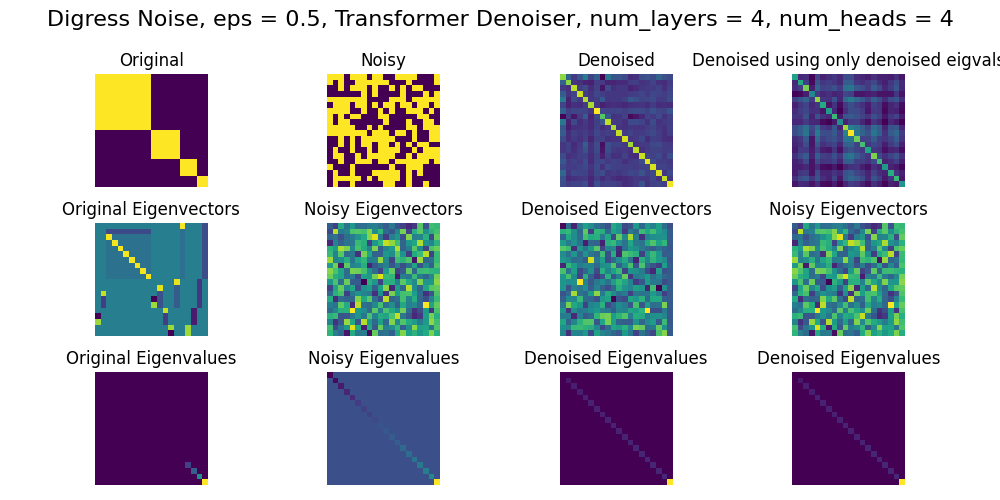 Digress Noise, eps = 0.5, Transformer Denoiser, num_layers = 4, num_heads = 4
Original
Noisy
Denoised
Denoised using only denoised eigvals
Original Eigenvectors
Noisy Eigenvectors
Denoised Eigenvectors
Noisy Eigenvectors
Original Eigenvalues
Noisy Eigenvalues
Denoised Eigenvalues
Denoised Eigenvalues